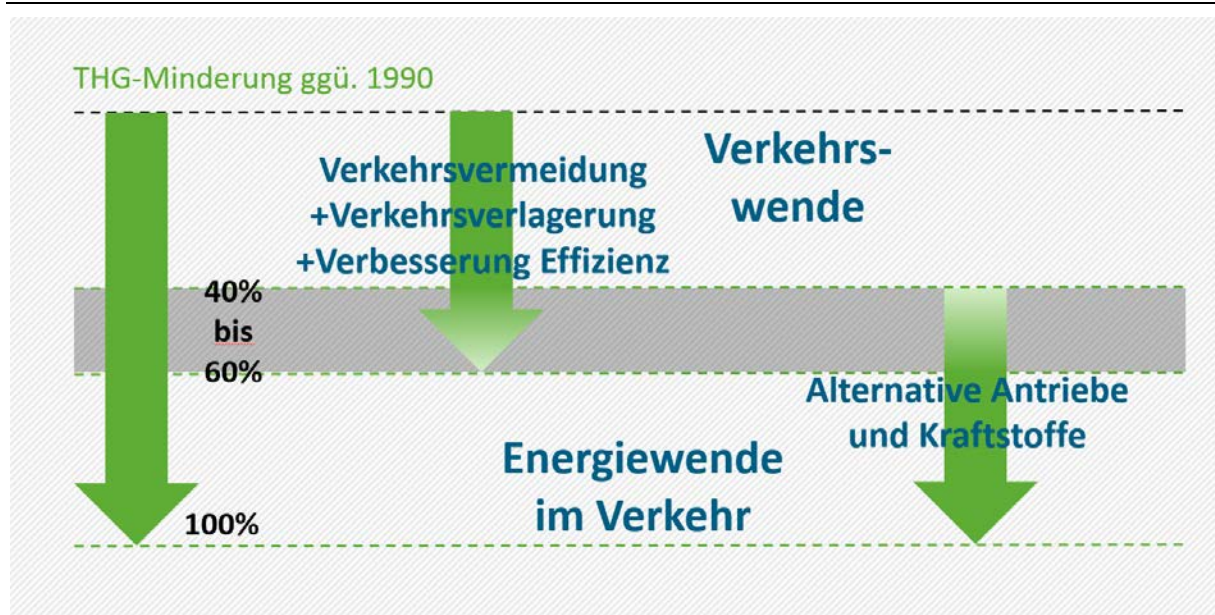 THG-Minderung ggü. 1990
Verkehrsvermeidung
+Verkehrsverlagerung
+Verbesserung Effizienz
Verkehrs-
wende
40%
bis
60%
Alternative Antriebe
und Kraftstoffe
Energiewende
im Verkehr
100%